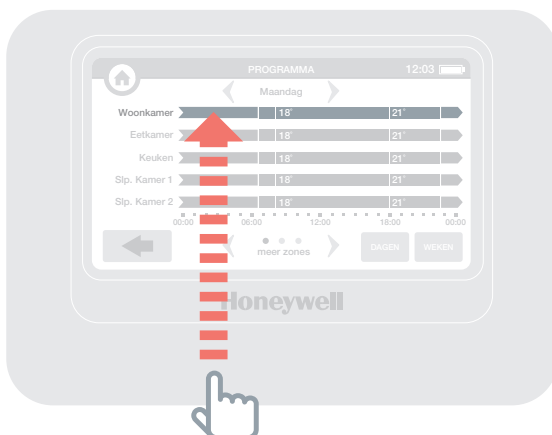 PROGRAMMA 12:03
Maandag
Woonkamer 18° 21°
Eetkamer 18° 21°
Keuken 18° 21°
Slp. Kamer 1 18° 21°
Slp. Kamer 2 18° 21°
00:00 06:00 12:00 18:00 00:00
meer zones DAGEN WEKEN
Honeywell